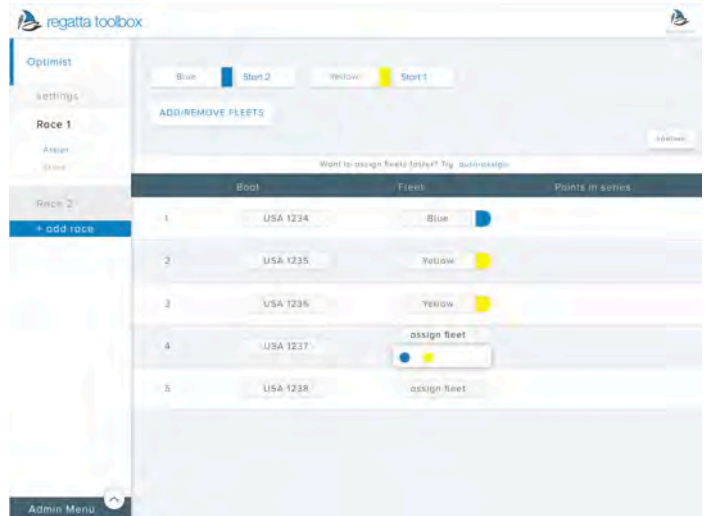 regatta toolbox
Optimist
settings
Race 1
Assign
Race 2
+ add race
Admin Menu
Blue Start 2 Yellow Start 1
ADD/REMOVE FLEETS
Want to assign fleets faster? Try auto-assign
Boat Fleet Points in series
1 USA 1234 Blue
2 USA 1235 Yellow
3 USA 1236 Yellow
4 USA 1237 assign fleet
5 USA 1238 assign fleet